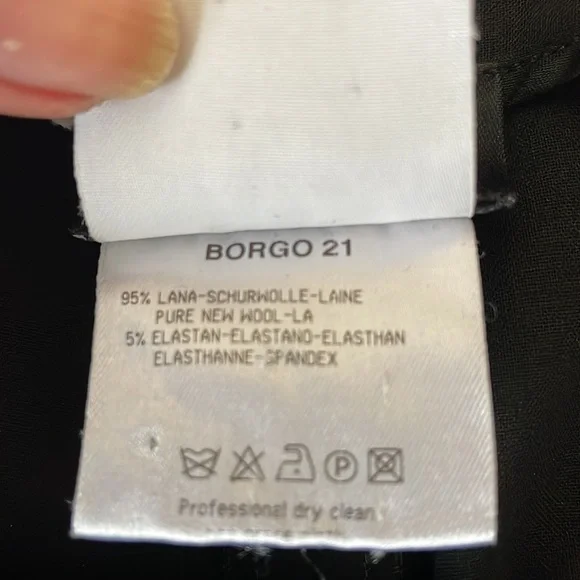 BORGO 21
95% LANA-SCHURWOLLE-LAINE
PURE NEW WOOL-LA
5% ELASTAN-ELASTANO-ELASTHAN
ELASTHANNE-SPANDEX
P
Professional dry clean